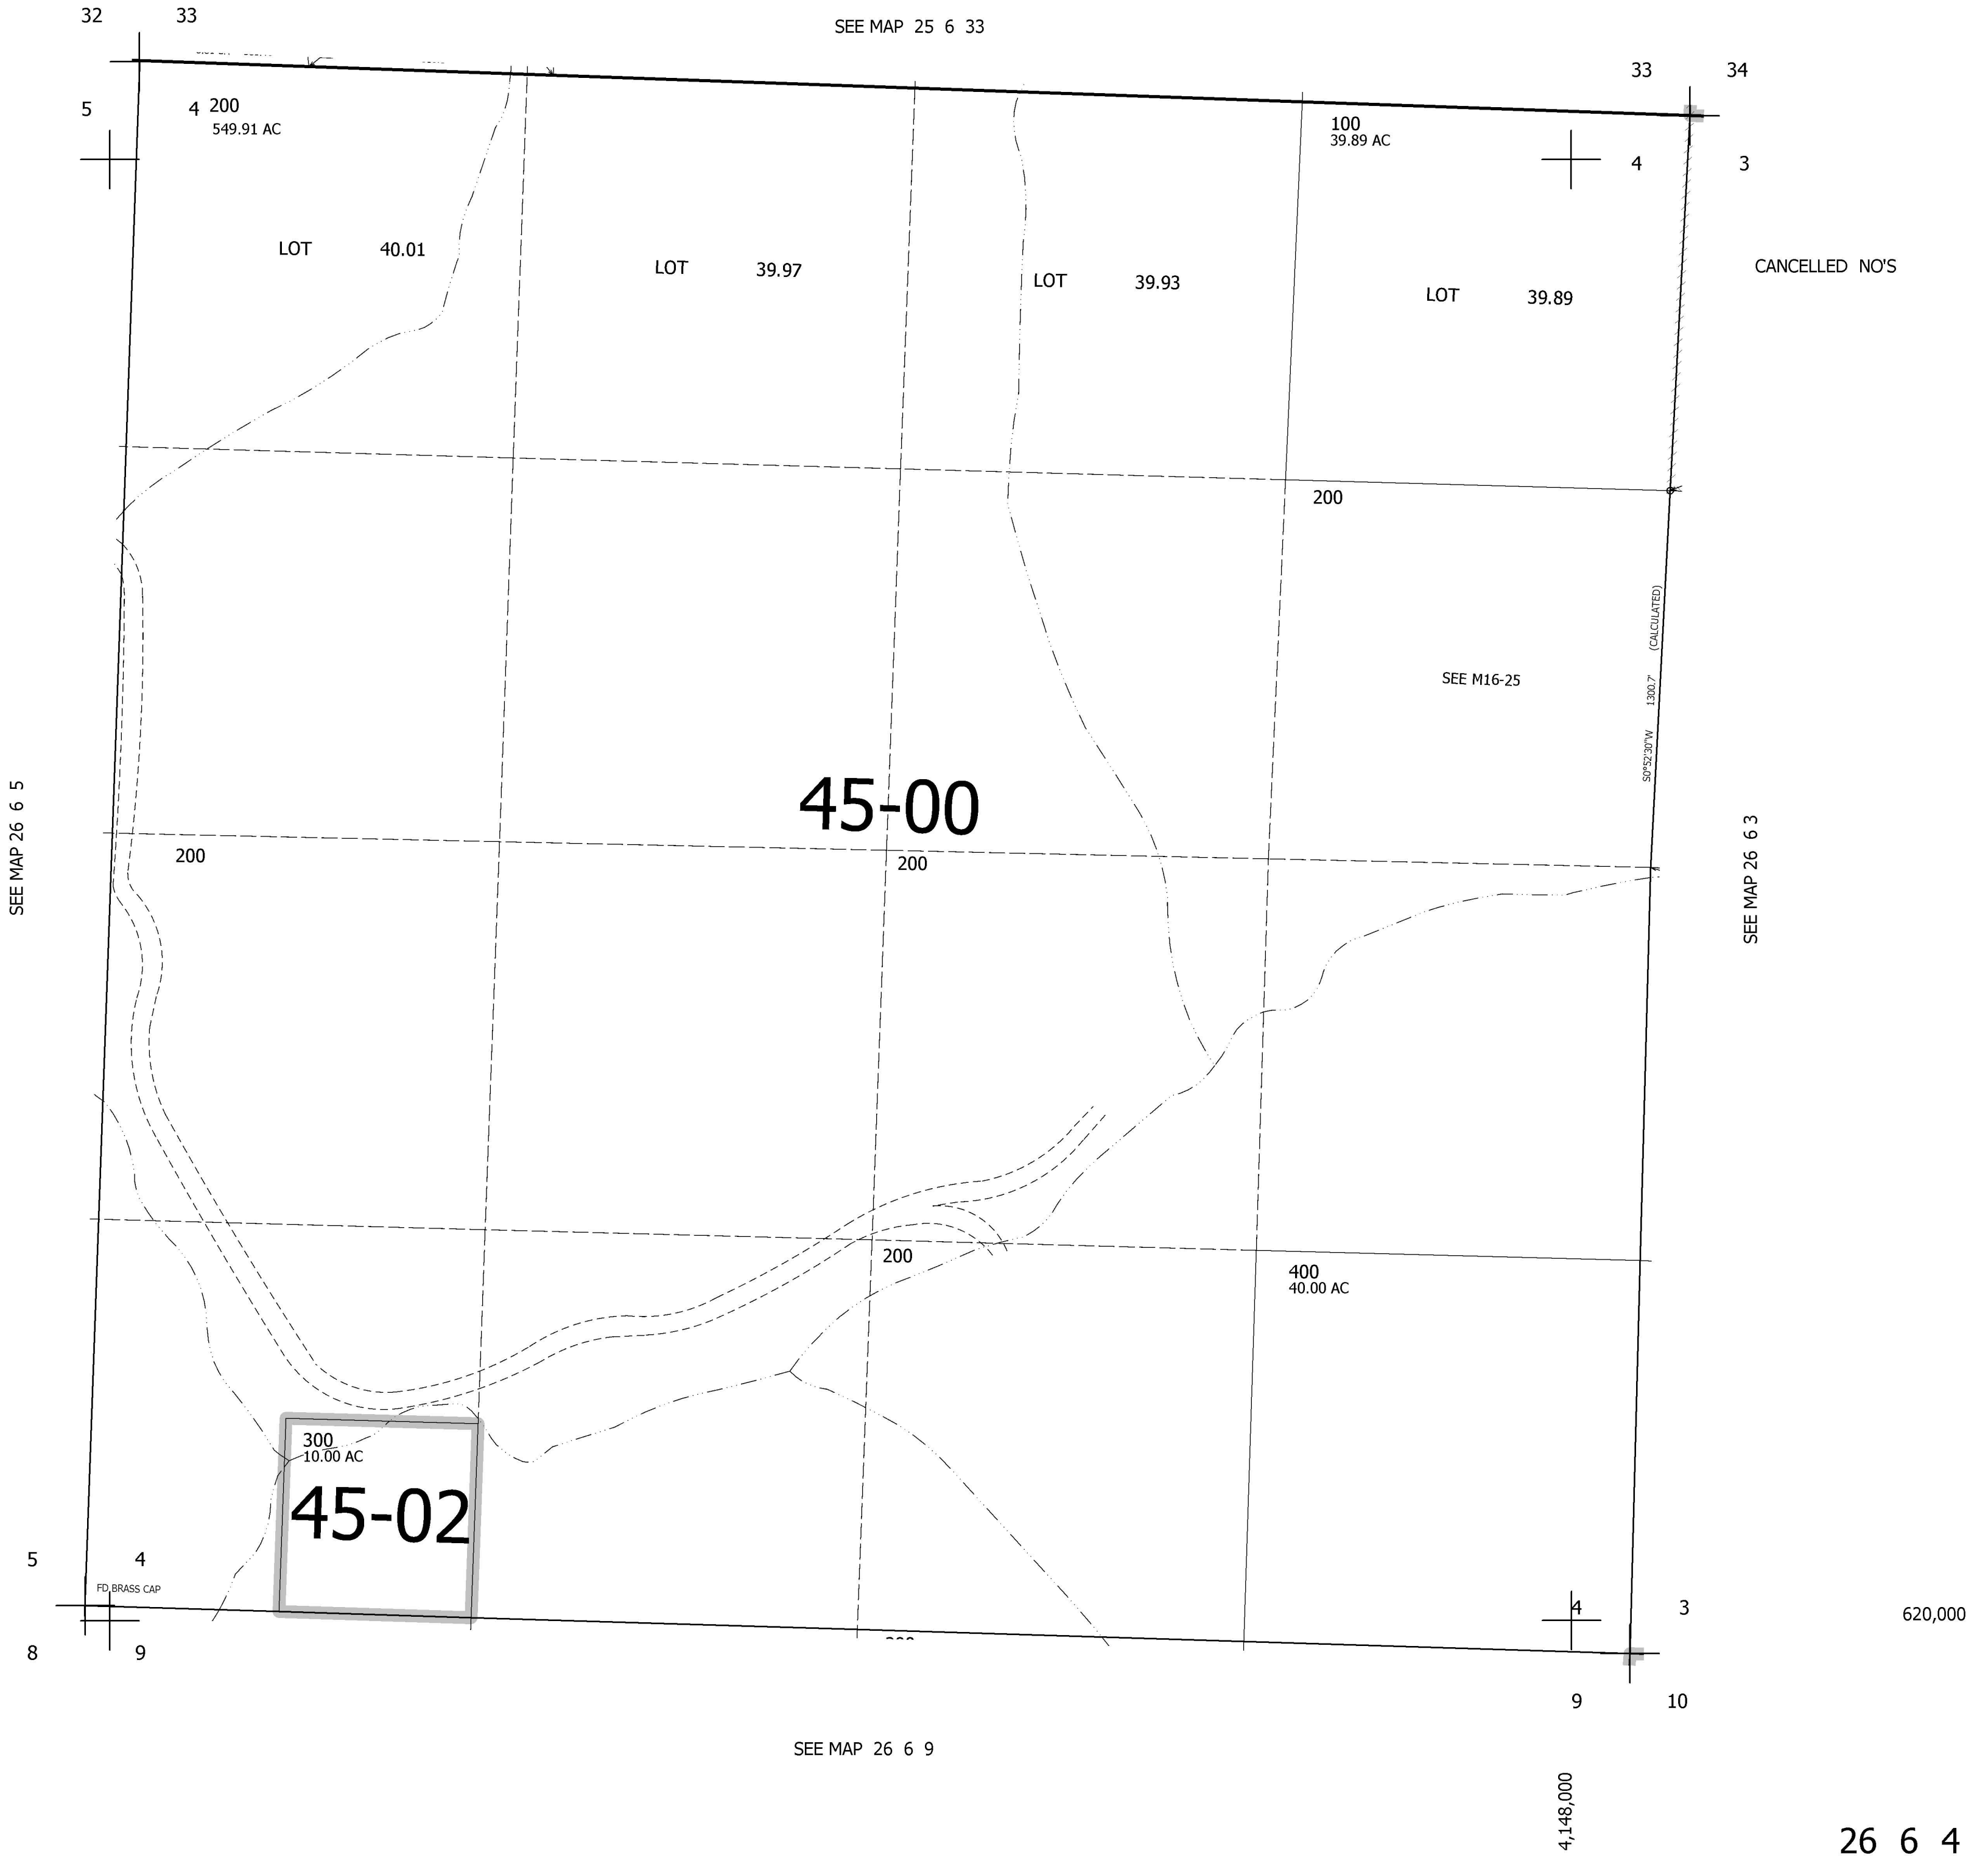 32 33
SEE MAP 25 6 33
33 34
5 4 200
549.91 AC
100
39.89 AC
4 3
LOT 40.01
LOT 39.97
LOT 39.93
LOT 39.89
CANCELLED NO'S
200
SEE M16-25
S0°52'30"W 1300.7' (CALCULATED)
45-00
SEE MAP 26 6 5
SEE MAP 26 6 3
200
200
200
400
40.00 AC
300
10.00 AC
45-02
5 4
FD BRASS CAP
4 3
620,000
8 9
9 10
SEE MAP 26 6 9
4,148,000
26 6 4